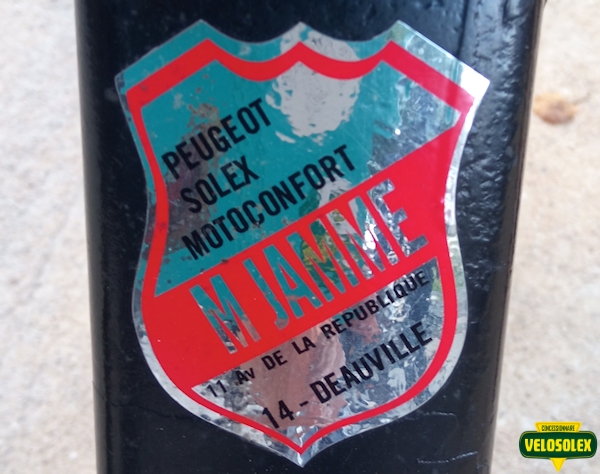 PEUGEOT
SOLEX
MOTOCONFORT
M JAMME
11 Av DE LA REPUBLIQUE
14 - DEAUVILLE
CONCESSIONNAIRE
VELOSOLEX